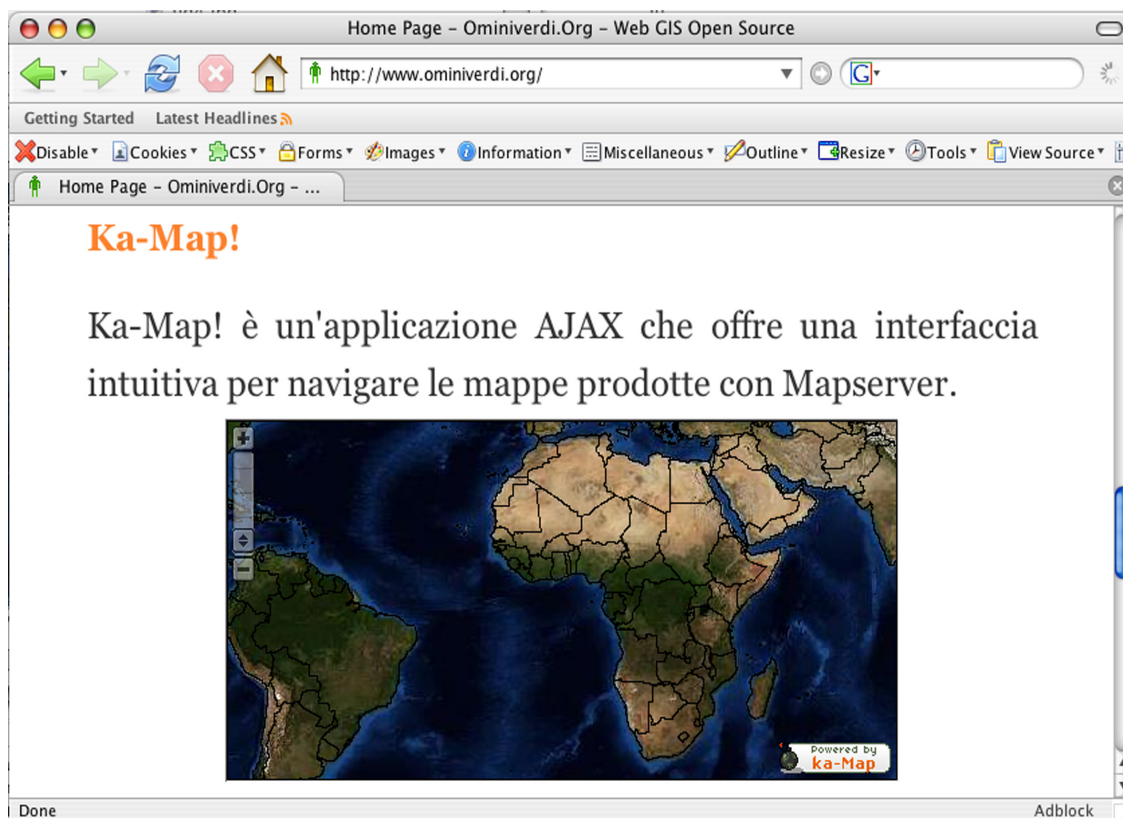 Home Page – Ominiverdi.Org – Web GIS Open Source
http://www.ominiverdi.org/
G
Getting Started Latest Headlines
Disable Cookies CSS Forms Images Information Miscellaneous Outline Resize Tools View Source
Home Page – Ominiverdi.Org – ...
Ka-Map!
Ka-Map! è un'applicazione AJAX che offre una interfaccia
intuitiva per navigare le mappe prodotte con Mapserver.
Powered by
ka-Map
Done Adblock